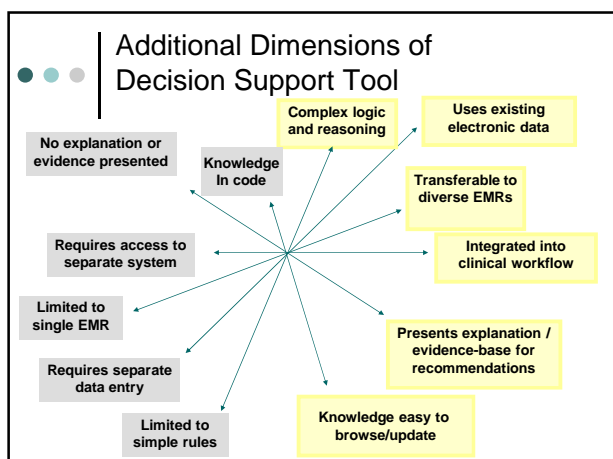 Additional Dimensions of
Decision Support Tool
Complex logic
and reasoning
Uses existing
electronic data
No explanation or
evidence presented
Knowledge
In code
Transferable to
diverse EMRs
Requires access to
separate system
Integrated into
clinical workflow
Limited to
single EMR
Presents explanation /
evidence-base for
recommendations
Requires separate
data entry
Limited to
simple rules
Knowledge easy to
browse/update